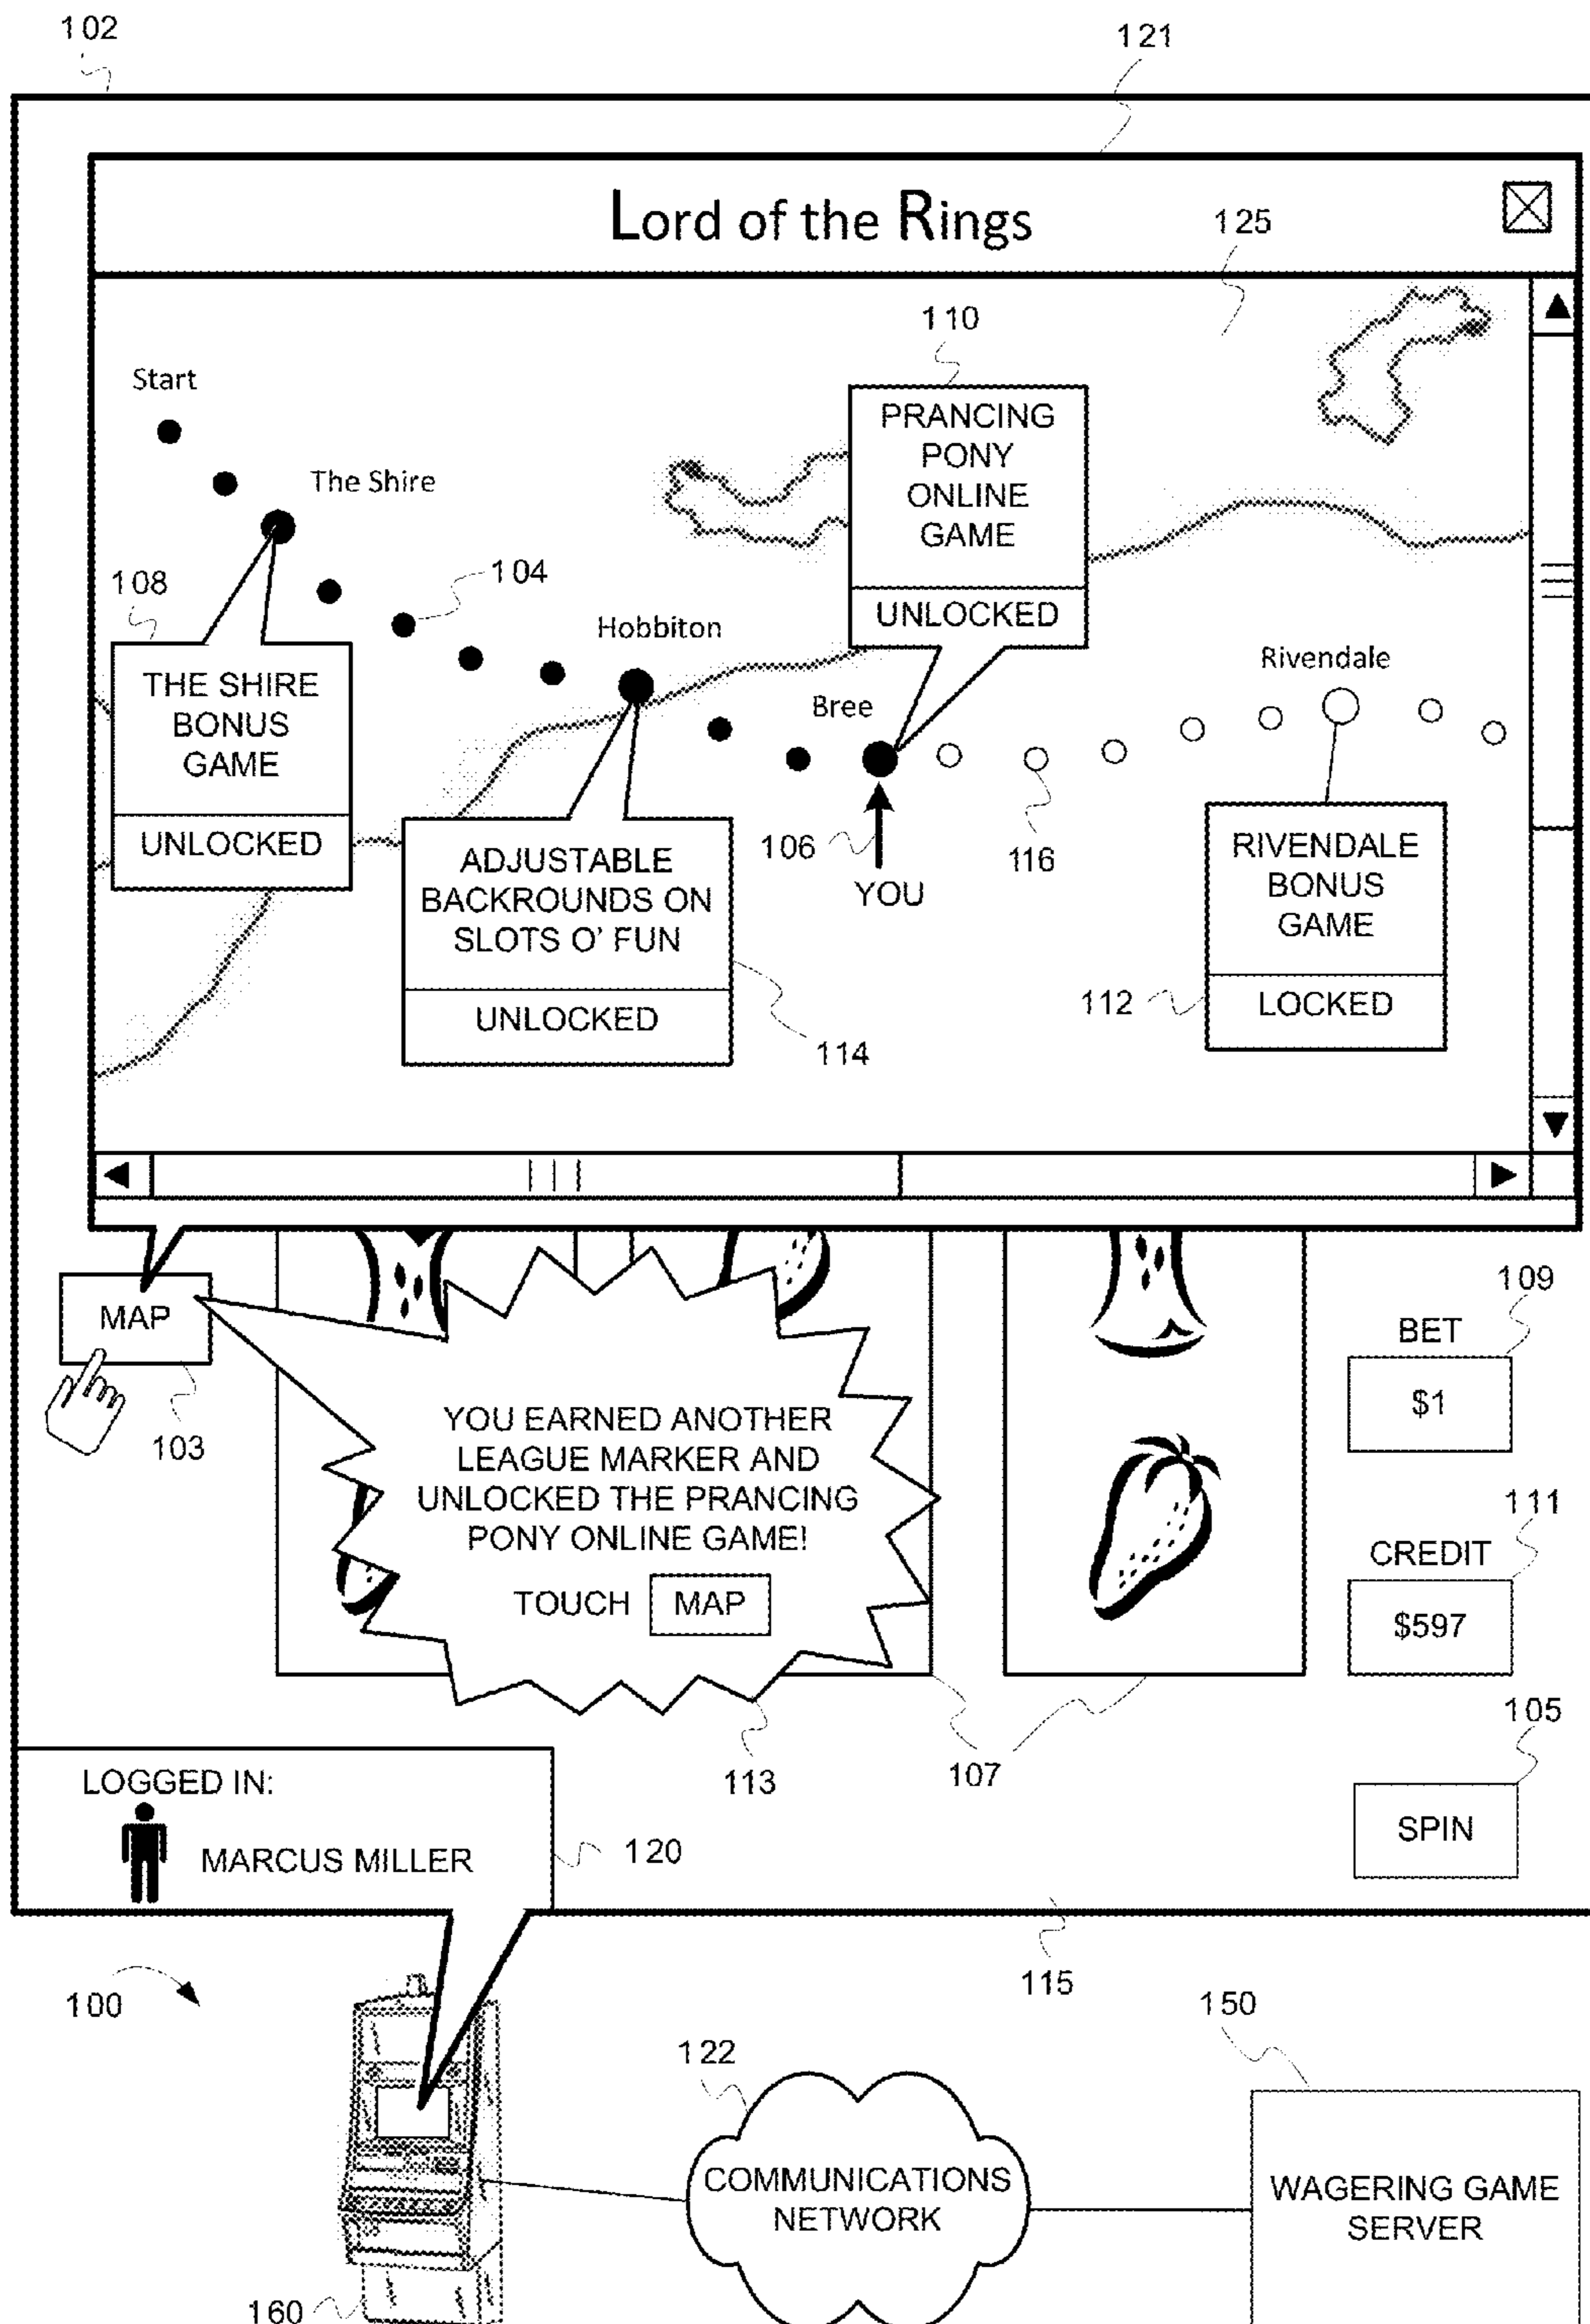 102
121
Lord of the Rings
125
110
Start
PRANCING
PONY
ONLINE
GAME
UNLOCKED
The Shire
108
104
Hobbiton
THE SHIRE
BONUS
GAME
UNLOCKED
Bree
Rivendale
106
YOU
116
ADJUSTABLE
BACKROUNDS ON
SLOTS O' FUN
UNLOCKED
114
RIVENDALE
BONUS
GAME
LOCKED
112
MAP
103
YOU EARNED ANOTHER
LEAGUE MARKER AND
UNLOCKED THE PRANCING
PONY ONLINE GAME!
TOUCH MAP
109
BET
$1
111
CREDIT
$597
105
SPIN
113
107
LOGGED IN:
MARCUS MILLER
120
115
100
150
122
COMMUNICATIONS
NETWORK
WAGERING GAME
SERVER
160